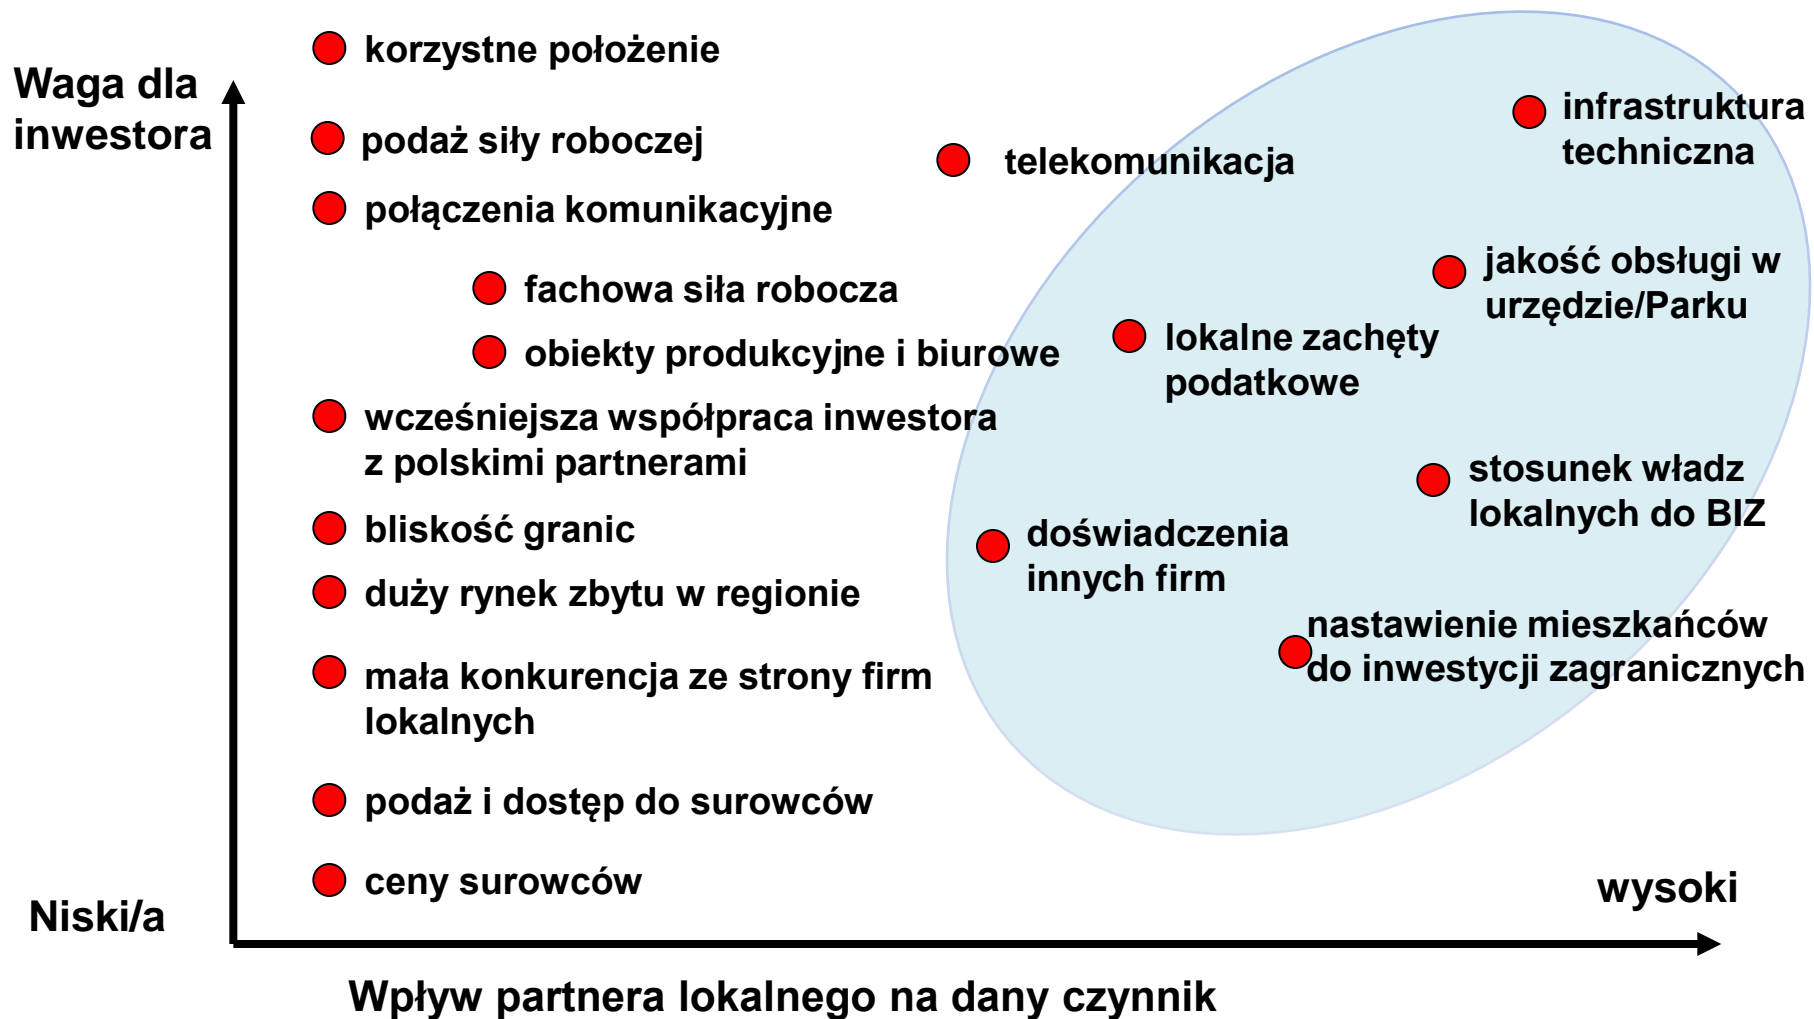 korzystne położenie
Waga dla
inwestora
infrastruktura
techniczna
podaż siły roboczej
telekomunikacja
połączenia komunikacyjne
jakość obsługi w
urzędzie/Parku
fachowa siła robocza
lokalne zachęty
podatkowe
obiekty produkcyjne i biurowe
wcześniejsza współpraca inwestora
z polskimi partnerami
stosunek władz
lokalnych do BIZ
bliskość granic
doświadczenia
innych firm
duży rynek zbytu w regionie
nastawienie mieszkańców
do inwestycji zagranicznych
mała konkurencja ze strony firm
lokalnych
podaż i dostęp do surowców
ceny surowców
wysoki
Niski/a
Wpływ partnera lokalnego na dany czynnik